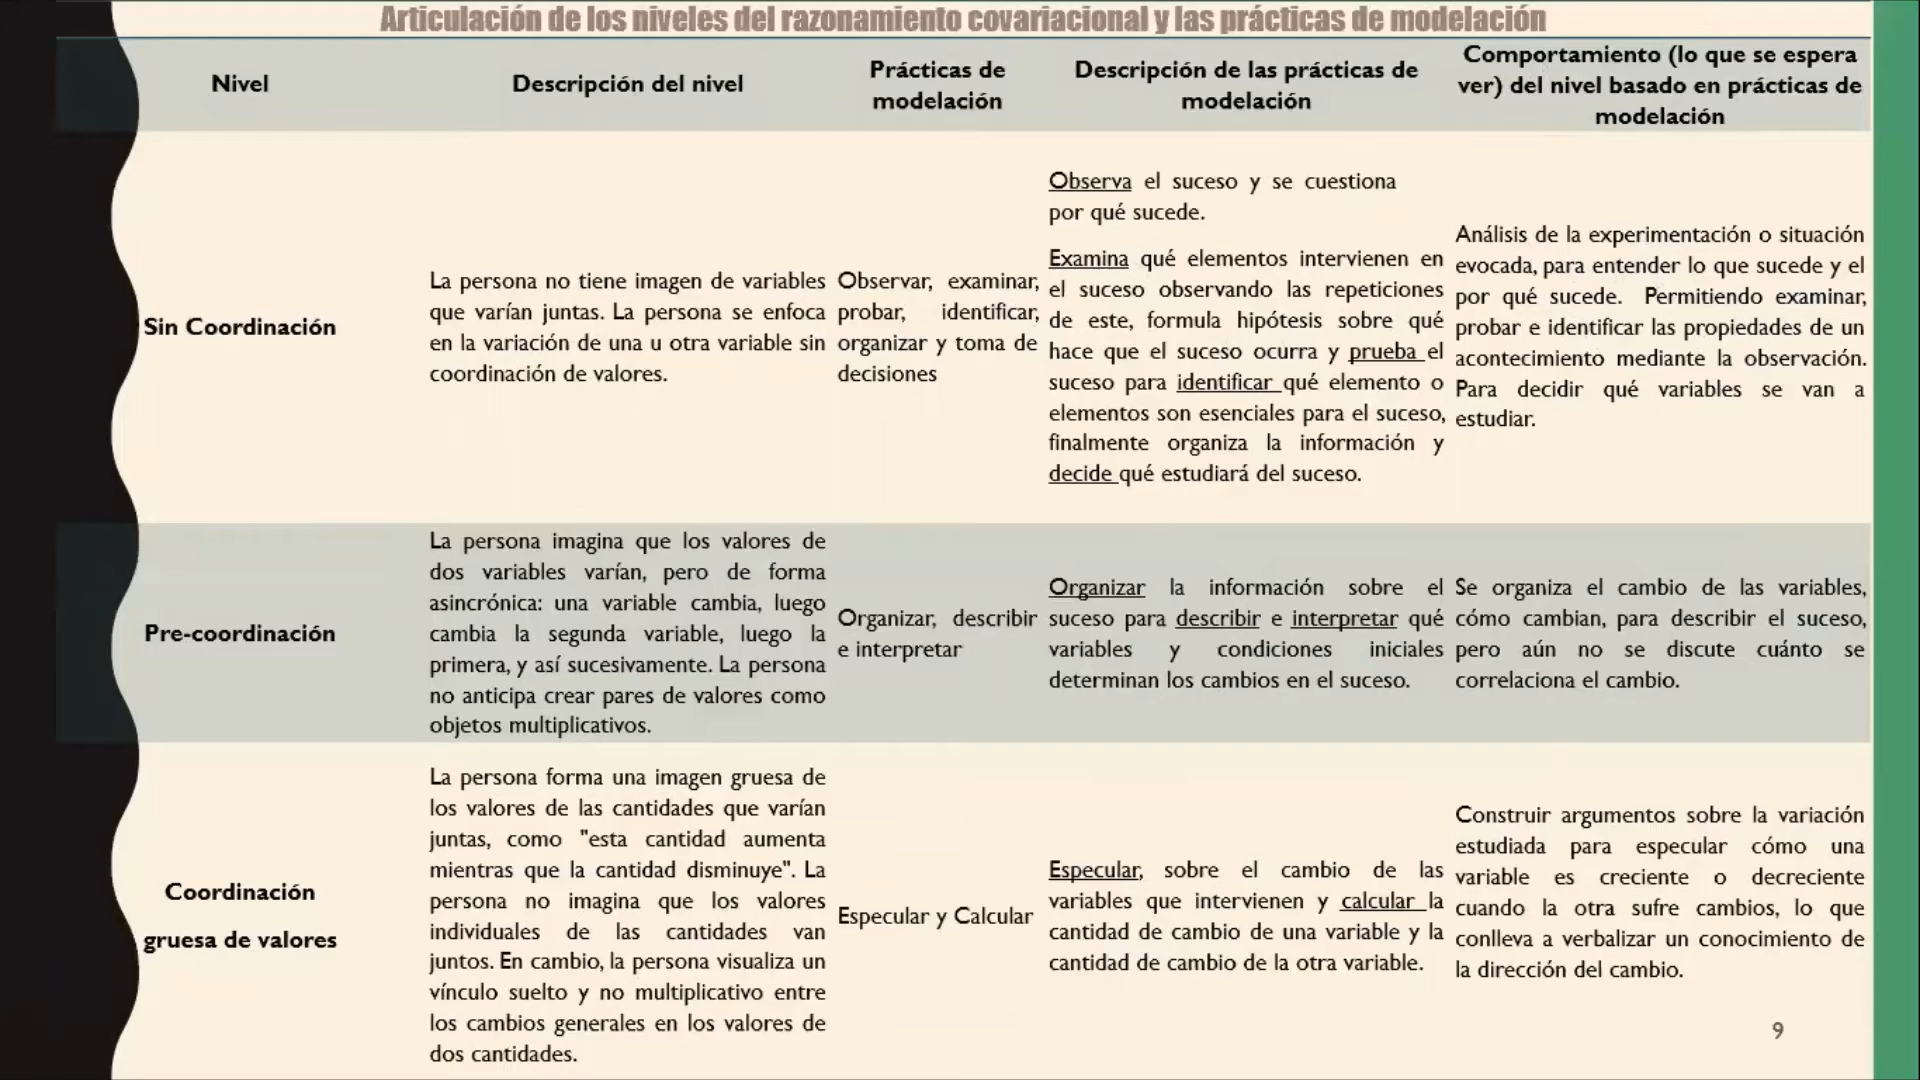 Articulación de los niveles del razonamiento covariacional y las prácticas de modelación
Nivel
Descripción del nivel
Prácticas de
modelación
Descripción de las prácticas de
modelación
Comportamiento (lo que se espera
ver) del nivel basado en prácticas de
modelación
Sin Coordinación
La persona no tiene imagen de variables
que varían juntas. La persona se enfoca
en la variación de una u otra variable sin
coordinación de valores.
Observar, examinar,
probar, identificar,
organizar y toma de
decisiones
Observa el suceso y se cuestiona
por qué sucede.
Examina qué elementos intervienen en
el suceso observando las repeticiones
de este, formula hipótesis sobre qué
hace que el suceso ocurra y prueba el
suceso para identificar qué elemento o
elementos son esenciales para el suceso,
finalmente organiza la información y
decide qué estudiará del suceso.
Análisis de la experimentación o situación
evocada, para entender lo que sucede y el
por qué sucede. Permitiendo examinar,
probar e identificar las propiedades de un
acontecimiento mediante la observación.
Para decidir qué variables se van a
estudiar.
Pre-coordinación
La persona imagina que los valores de
dos variables varían, pero de forma
asincrónica: una variable cambia, luego
cambia la segunda variable, luego la
primera, y así sucesivamente. La persona
no anticipa crear pares de valores como
objetos multiplicativos.
Organizar, describir
e interpretar
Organizar la información sobre el
suceso para describir e interpretar qué
variables y condiciones iniciales
determinan los cambios en el suceso.
Se organiza el cambio de las variables,
cómo cambian, para describir el suceso,
pero aún no se discute cuánto se
correlaciona el cambio.
Coordinación
gruesa de valores
La persona forma una imagen gruesa de
los valores de las cantidades que varían
juntas, como "esta cantidad aumenta
mientras que la cantidad disminuye". La
persona no imagina que los valores
individuales de las cantidades van
juntos. En cambio, la persona visualiza un
vínculo suelto y no multiplicativo entre
los cambios generales en los valores de
dos cantidades.
Especular y Calcular
Especular, sobre el cambio de las
variables que intervienen y calcular la
cantidad de cambio de una variable y la
cantidad de cambio de la otra variable.
Construir argumentos sobre la variación
estudiada para especular cómo una
variable es creciente o decreciente
cuando la otra sufre cambios, lo que
conlleva a verbalizar un conocimiento de
la dirección del cambio.
9